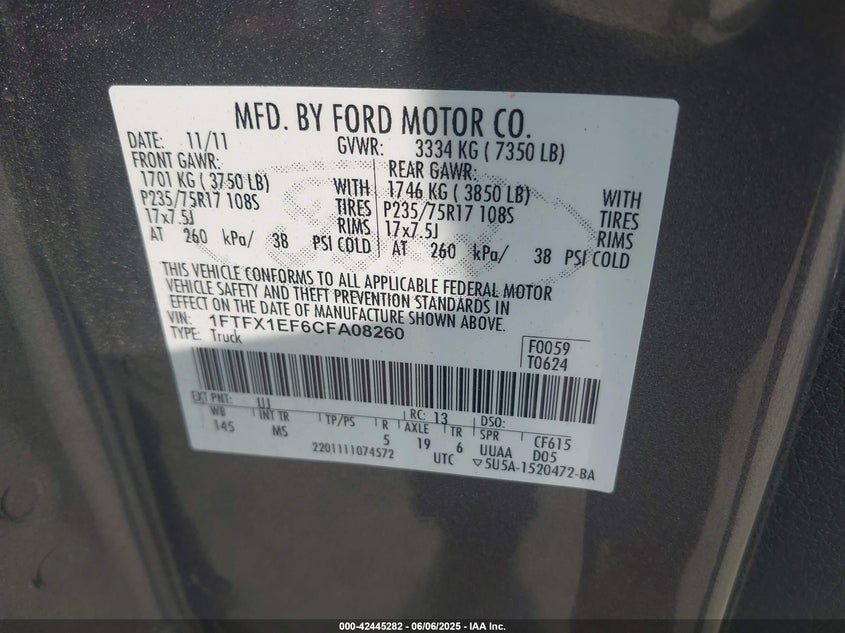 MFD. BY FORD MOTOR CO.
DATE: 11/11 GVWR: 3334 KG ( 7350 LB)
FRONT GAWR: REAR GAWR:
1701 KG ( 3750 LB) WITH 1746 KG ( 3850 LB) WITH
P235/75R17 108S TIRES P235/75R17 108S TIRES
17x7.5J RIMS 17x7.5J RIMS
AT 260 kPa/ 38 PSI COLD AT 260 kPa/ 38 PSI COLD
THIS VEHICLE CONFORMS TO ALL APPLICABLE FEDERAL MOTOR
VEHICLE SAFETY AND THEFT PREVENTION STANDARDS IN
EFFECT ON THE DATE OF MANUFACTURE SHOWN ABOVE.
VIN: 1FTFX1EF6CFA08260
TYPE: Truck
F0059
T0624
EXT PNT: UJ RC: 13 DSO:
WB INT TR TP/PS R AXLE TR SPR CF615
145 MS 5 19 6 UUAA D05
2201111074572 UTC ▽5U5A-1520472-BA
000-42445282 - 06/06/2025 - IAA Inc.